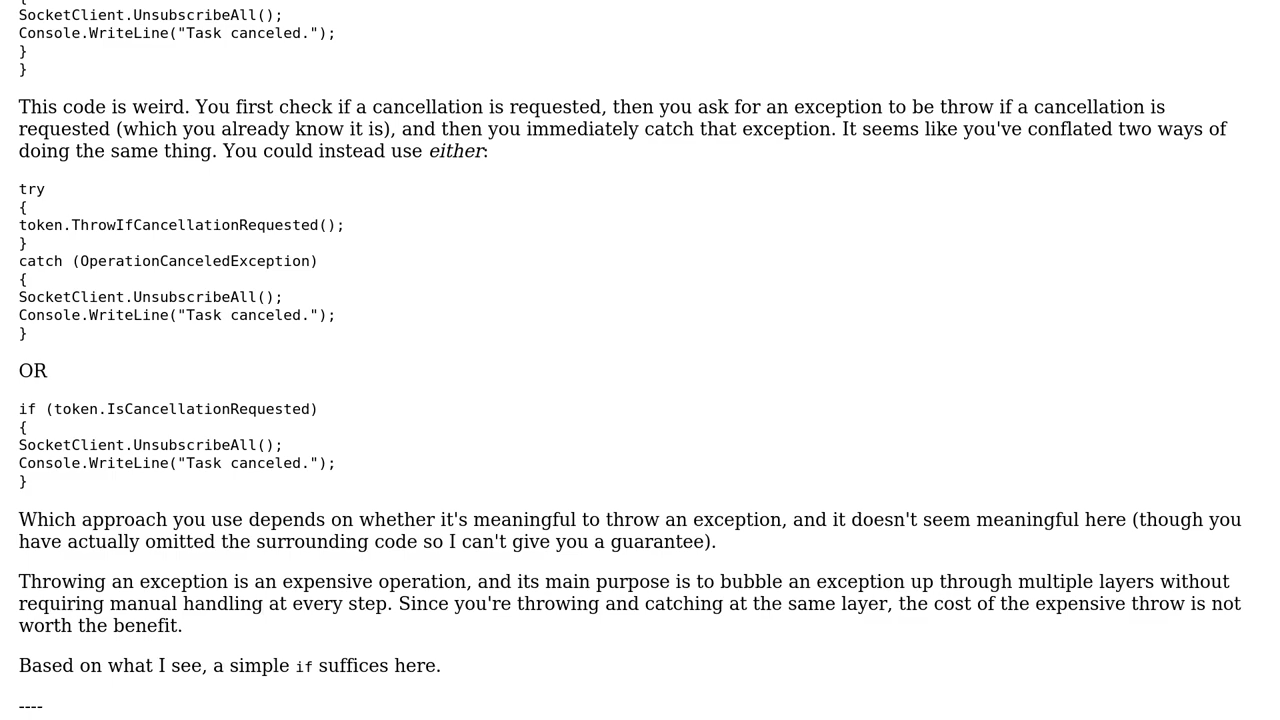 {
SocketClient.UnsubscribeAll();
Console.WriteLine("Task canceled.");
}
}
This code is weird. You first check if a cancellation is requested, then you ask for an exception to be throw if a cancellation is
requested (which you already know it is), and then you immediately catch that exception. It seems like you've conflated two ways of
doing the same thing. You could instead use either:
try
{
token.ThrowIfCancellationRequested();
}
catch (OperationCanceledException)
{
SocketClient.UnsubscribeAll();
Console.WriteLine("Task canceled.");
}
OR
if (token.IsCancellationRequested)
{
SocketClient.UnsubscribeAll();
Console.WriteLine("Task canceled.");
}
Which approach you use depends on whether it's meaningful to throw an exception, and it doesn't seem meaningful here (though you
have actually omitted the surrounding code so I can't give you a guarantee).
Throwing an exception is an expensive operation, and its main purpose is to bubble an exception up through multiple layers without
requiring manual handling at every step. Since you're throwing and catching at the same layer, the cost of the expensive throw is not
worth the benefit.
Based on what I see, a simple if suffices here.
----